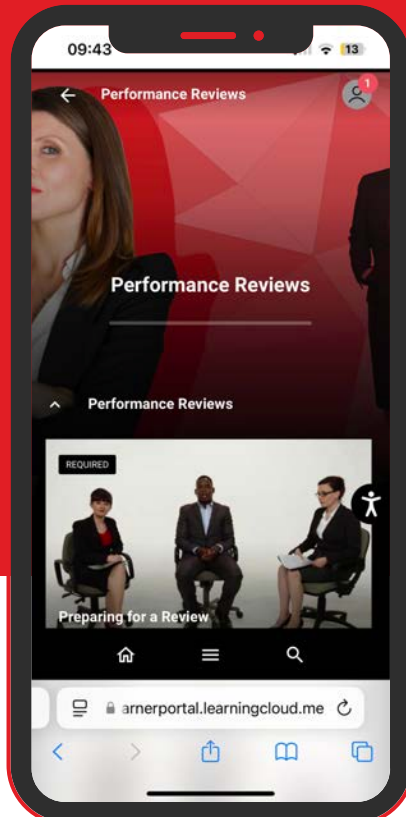 09:43
13
Performance Reviews
1
Performance Reviews
Performance Reviews
REQUIRED
Preparing for a Review
arnerportal.learningcloud.me